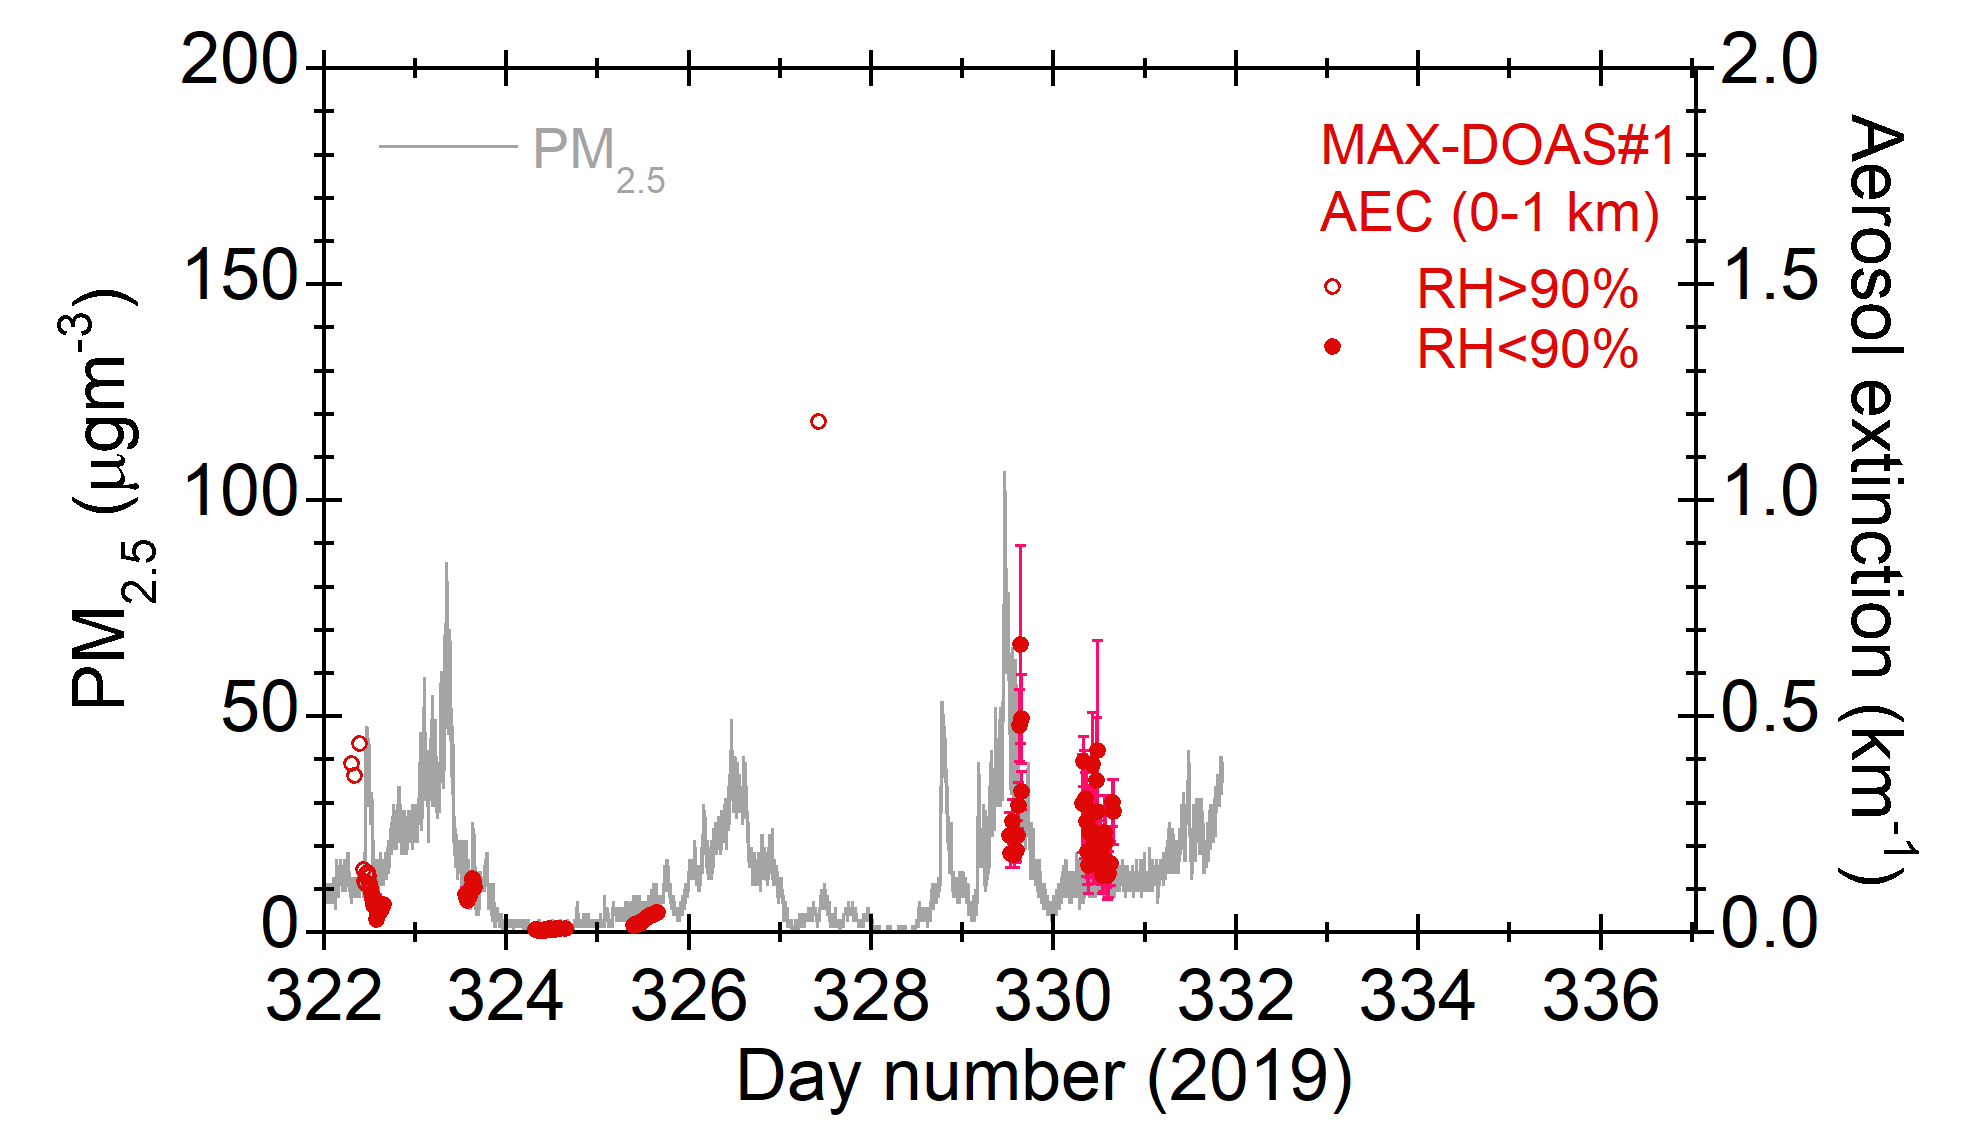 200
150
100
50
0
PM2.5 (μgm-3)
PM2.5
MAX-DOAS#1
AEC (0-1 km)
RH>90%
RH<90%
2.0
1.5
1.0
0.5
0.0
Aerosol extinction (km-1)
322 324 326 328 330 332 334 336
Day number (2019)